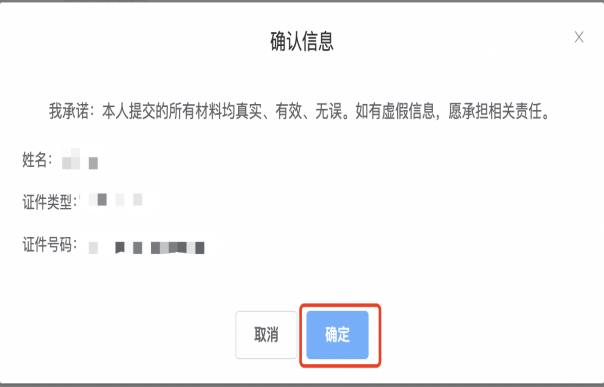 确认信息
我承诺：本人提交的所有材料均真实、有效、无误。如有虚假信息，愿承担相关责任。
姓名：
证件类型：
证件号码：
取消 确定